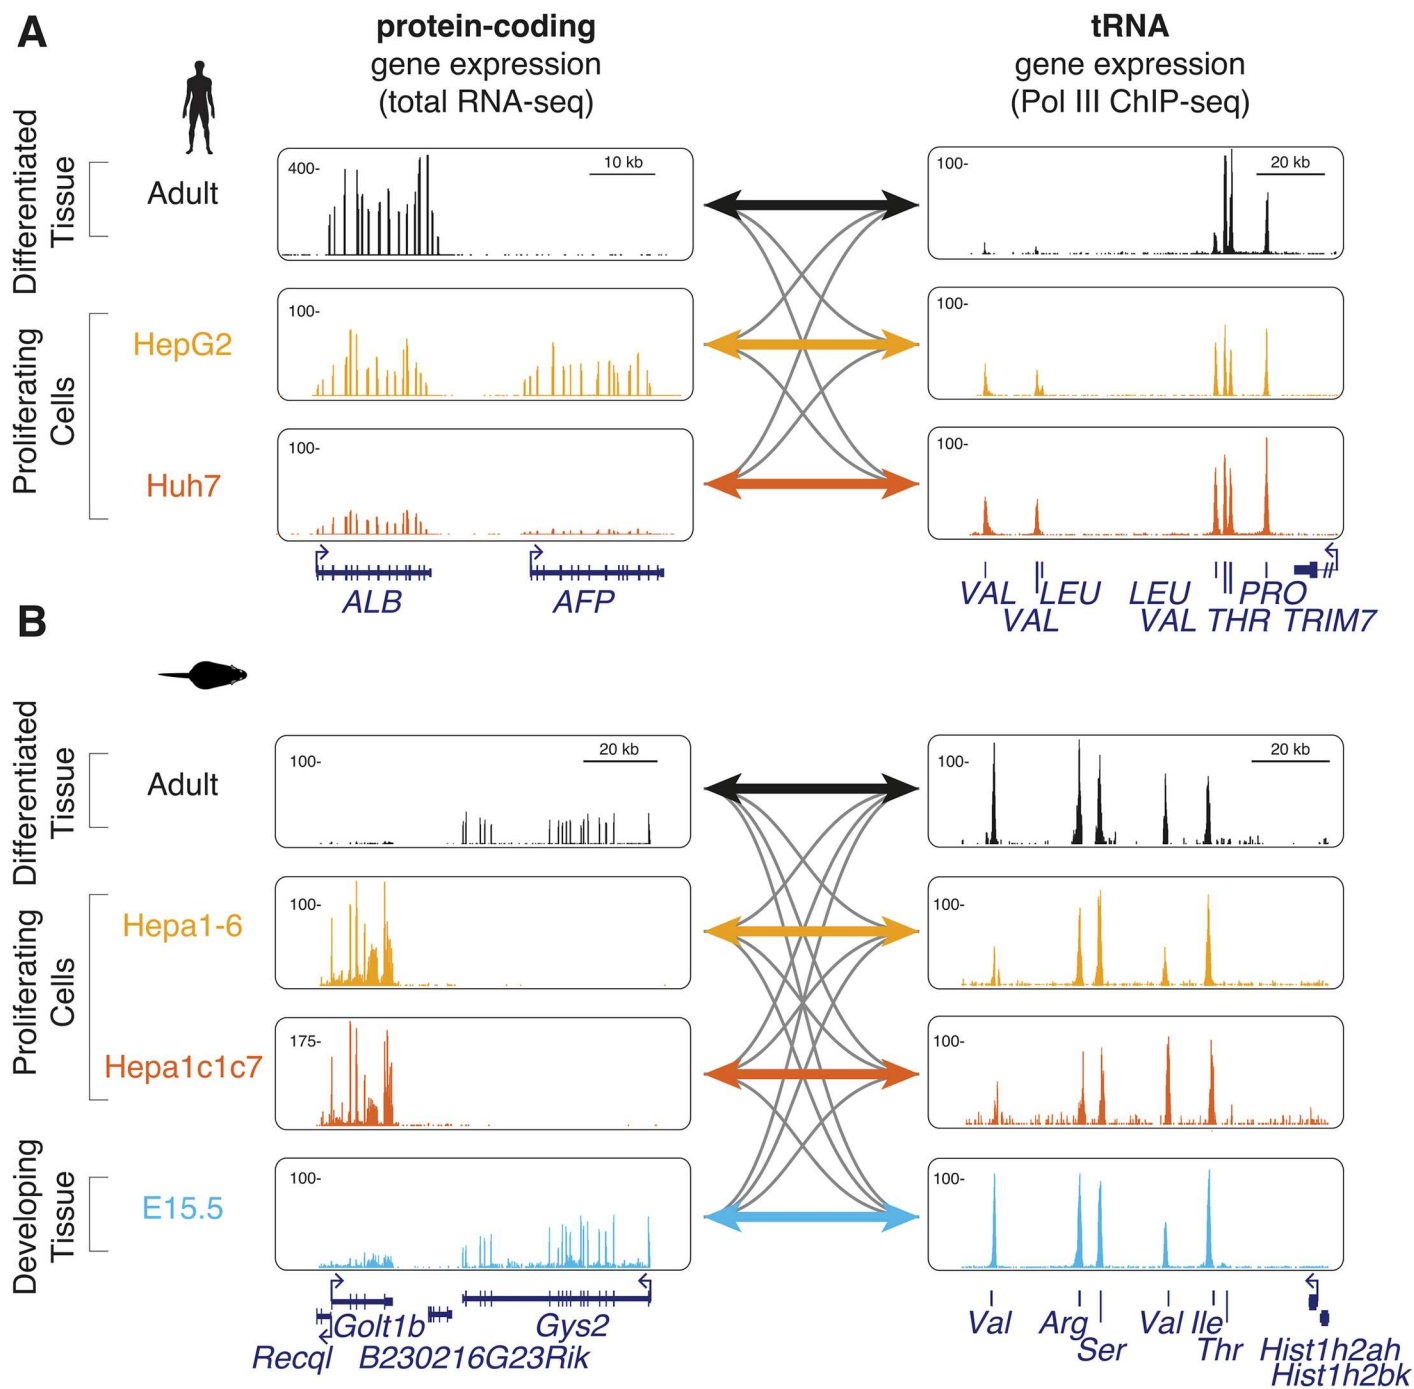 A
protein-coding
gene expression
(total RNA-seq)
tRNA
gene expression
(Pol III ChIP-seq)
Differentiated
Tissue
Adult
400-
10 kb
100-
20 kb
Proliferating
Cells
HepG2
100-
100-
Huh7
100-
100-
ALB
AFP
VAL
LEU
LEU
PRO
VAL
VAL
THR
TRIM7
B
Differentiated
Tissue
Adult
100-
20 kb
100-
20 kb
Proliferating
Cells
Hepa1-6
100-
100-
Hepa1c1c7
175-
100-
Developing
Tissue
E15.5
100-
100-
Golt1b
Gys2
Recql
B230216G23Rik
Val
Arg
Val
Ile
Ser
Thr
Hist1h2ah
Hist1h2bk